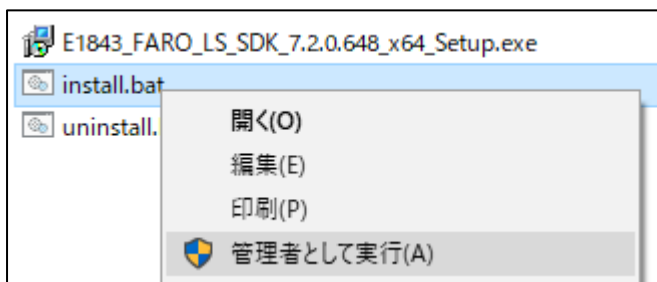 E1843_FARO_LS_SDK_7.2.0.648_x64_Setup.exe
install.bat
uninstall.
開く(O)
編集(E)
印刷(P)
管理者として実行(A)